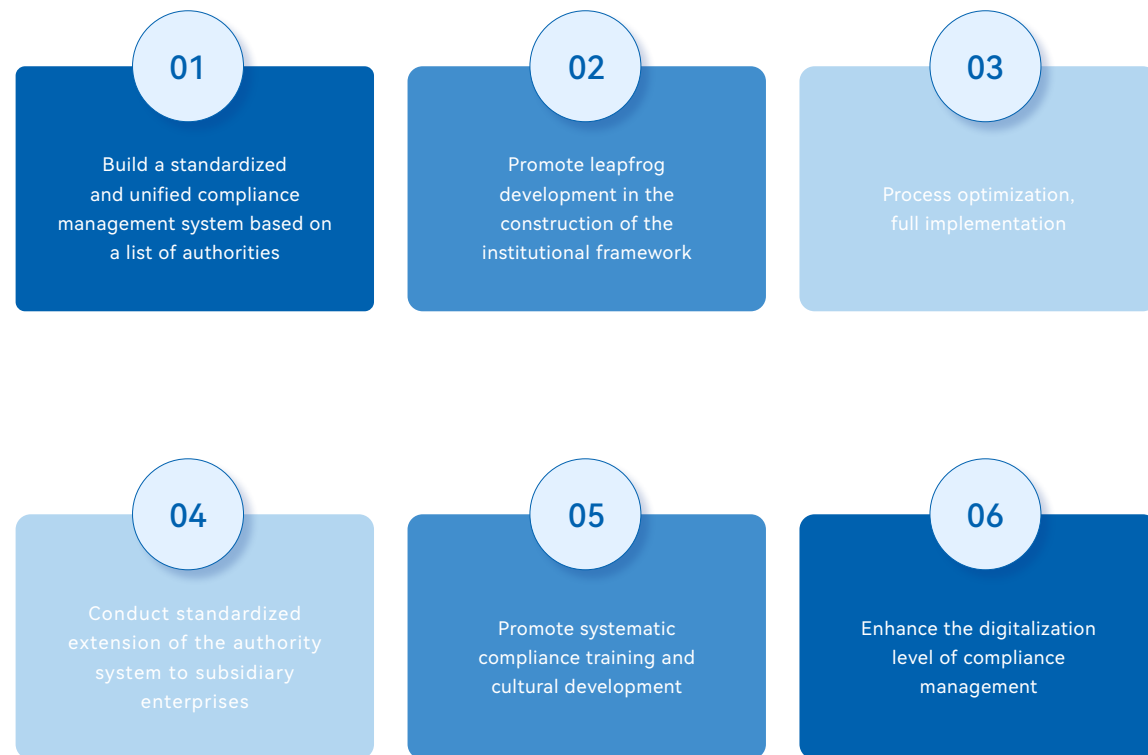 01
Build a standardized
and unified compliance
management system based on
a list of authorities
02
Promote leapfrog
development in the
construction of the
institutional framework
03
Process optimization,
full implementation
04
Conduct standardized
extension of the authority
system to subsidiary
enterprises
05
Promote systematic
compliance training and
cultural development
06
Enhance the digitalization
level of compliance
management